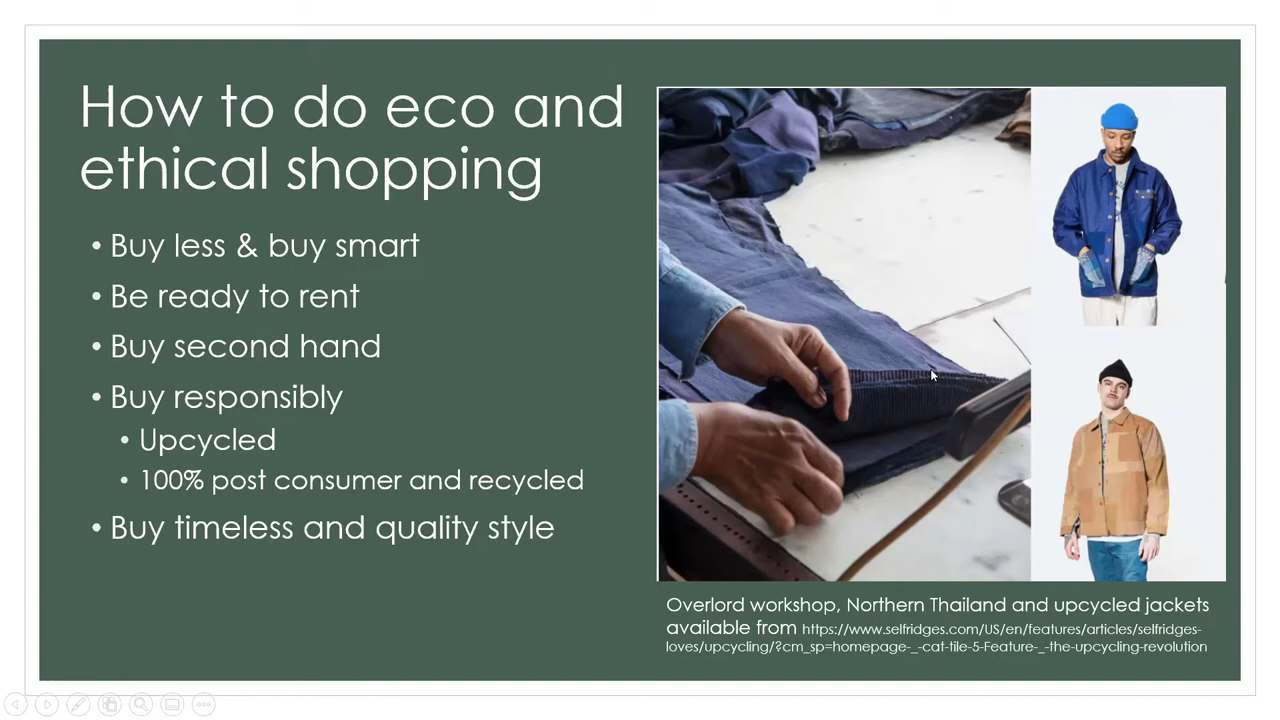 How to do eco and
ethical shopping
• Buy less & buy smart
• Be ready to rent
• Buy second hand
• Buy responsibly
• Upcycled
• 100% post consumer and recycled
• Buy timeless and quality style
Overlord workshop, Northern Thailand and upcycled jackets
available from https://www.selfridges.com/US/en/features/articles/selfridges-
loves/upcycling/?cm_sp=homepage-_-cat-tile-5-Feature-_-the-upcycling-revolution